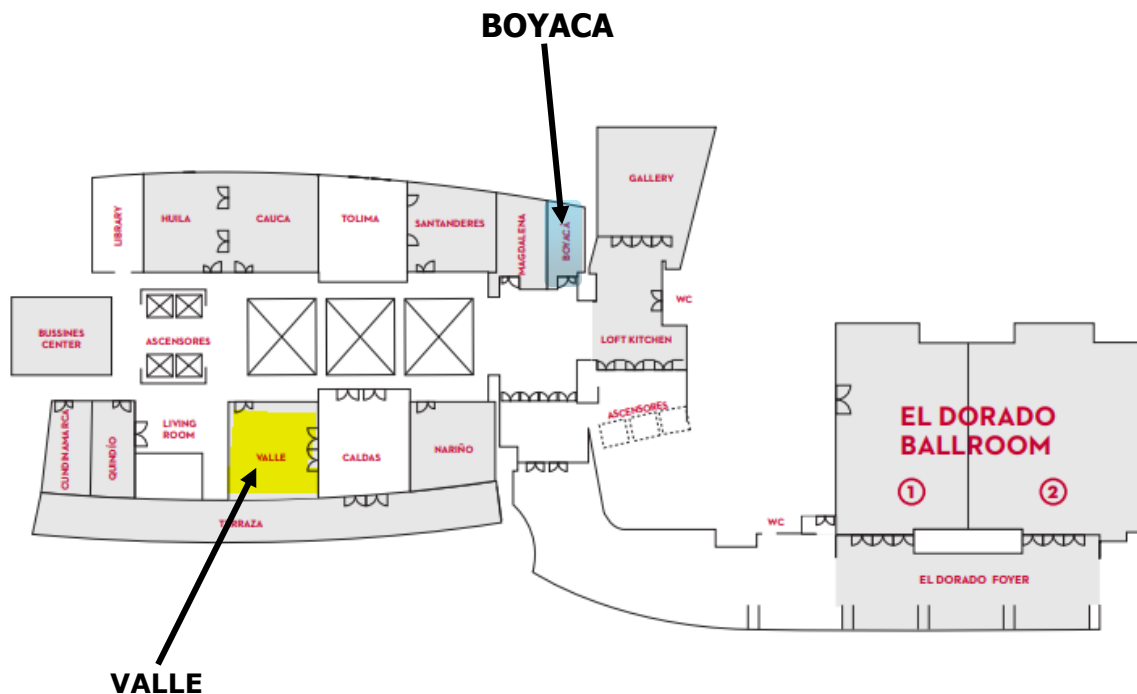 BOYACA
GALLERY
LIBRARY
HUILA
CAUCA
TOLIMA
SANTANDERES
MAGDALENA
BOYACA
WC
BUSSINES
CENTER
ASCENSORES
LOFT KITCHEN
ASCENSORES
CUNDINAMARCA
QUINDÍO
LIVING
ROOM
VALLE
CALDAS
NARIÑO
EL DORADO
BALLROOM
1
2
TERRAZA
WC
EL DORADO FOYER
VALLE